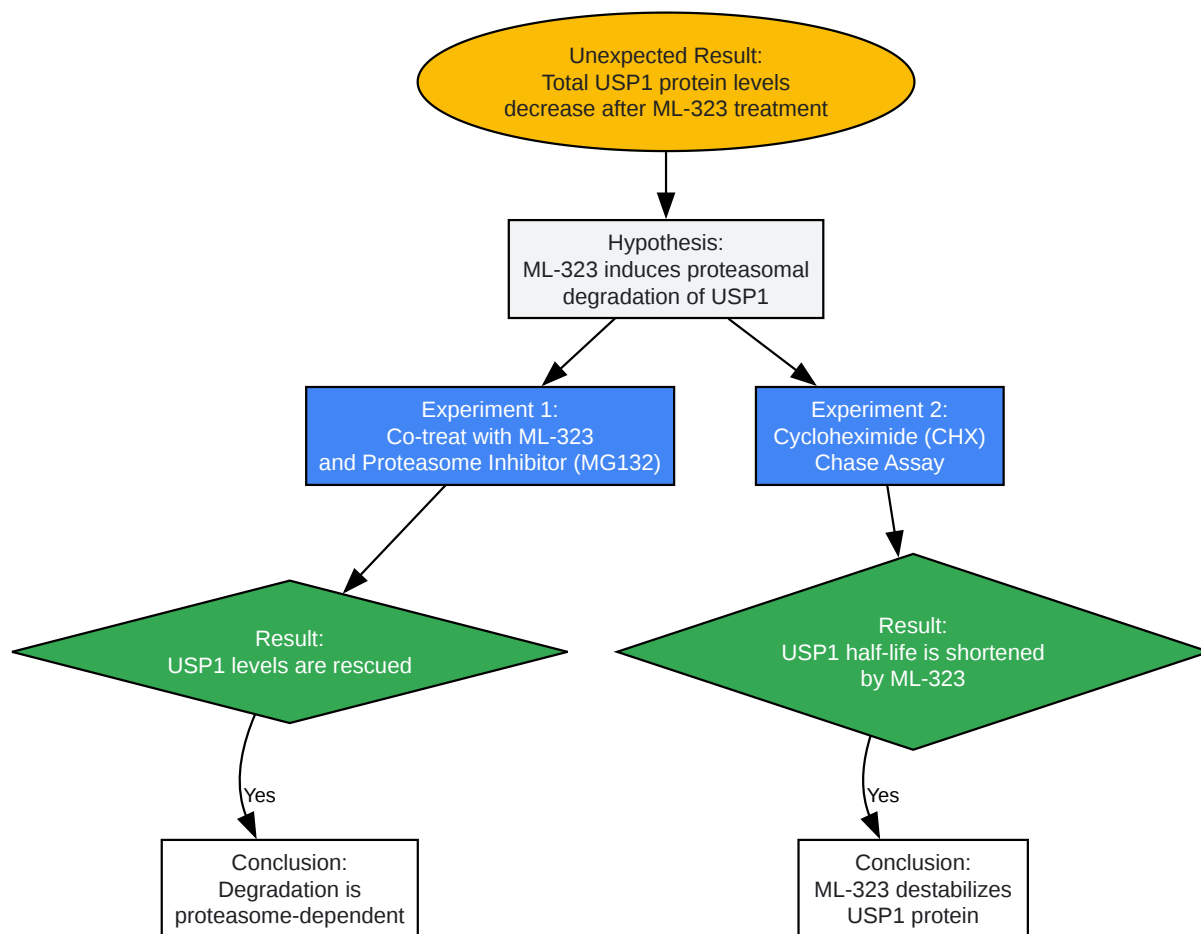 Unexpected Result:
Total USP1 protein levels
decrease after ML-323 treatment
Hypothesis:
ML-323 induces proteasomal
degradation of USP1
Experiment 1:
Co-treat with ML-323
and Proteasome Inhibitor (MG132)
Experiment 2:
Cycloheximide (CHX)
Chase Assay
Result:
USP1 levels are rescued
Result:
USP1 half-life is shortened
by ML-323
Yes
Yes
Conclusion:
Degradation is
proteasome-dependent
Conclusion:
ML-323 destabilizes
USP1 protein